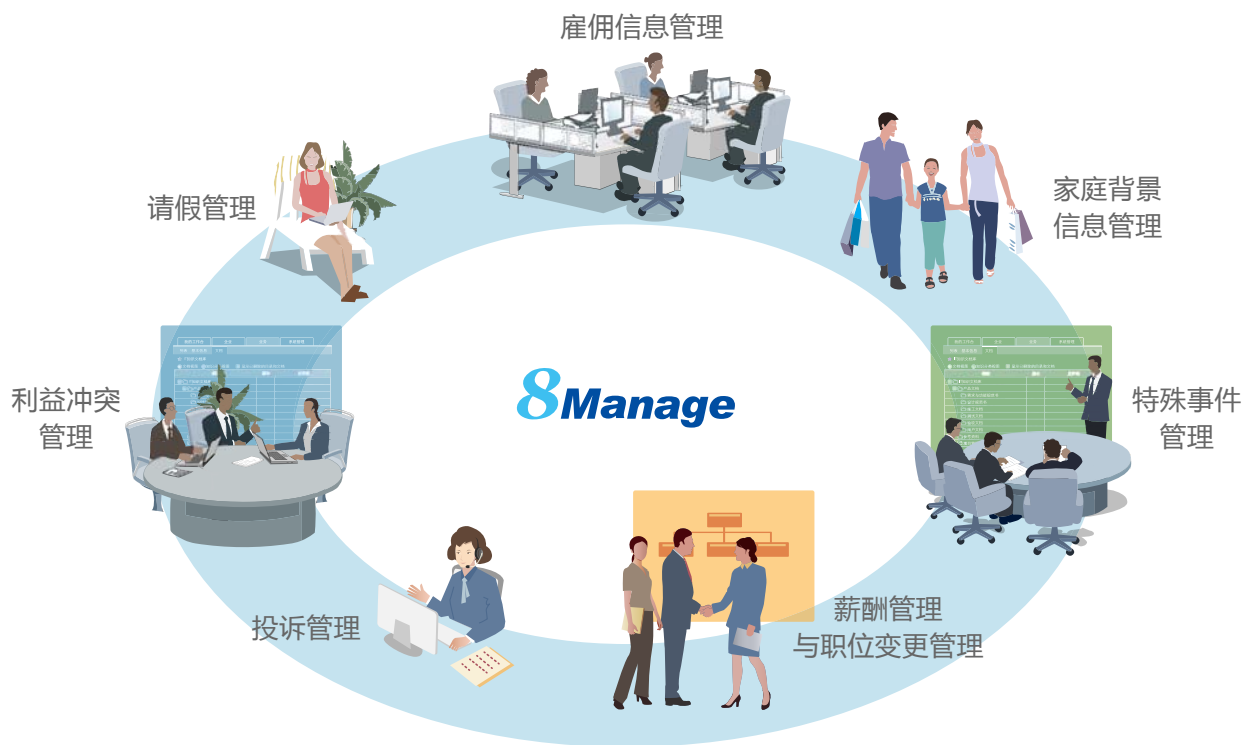 雇佣信息管理
请假管理
家庭背景
信息管理
利益冲突
管理
8Manage
特殊事件
管理
投诉管理
薪酬管理
与职位变更管理